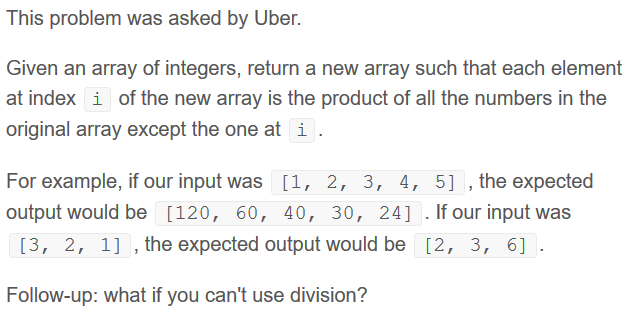 This problem was asked by Uber.
Given an array of integers, return a new array such that each element
at index i of the new array is the product of all the numbers in the
original array except the one at i .
For example, if our input was [1, 2, 3, 4, 5] , the expected
output would be [120, 60, 40, 30, 24] . If our input was
[3, 2, 1] , the expected output would be [2, 3, 6] .
Follow-up: what if you can't use division?